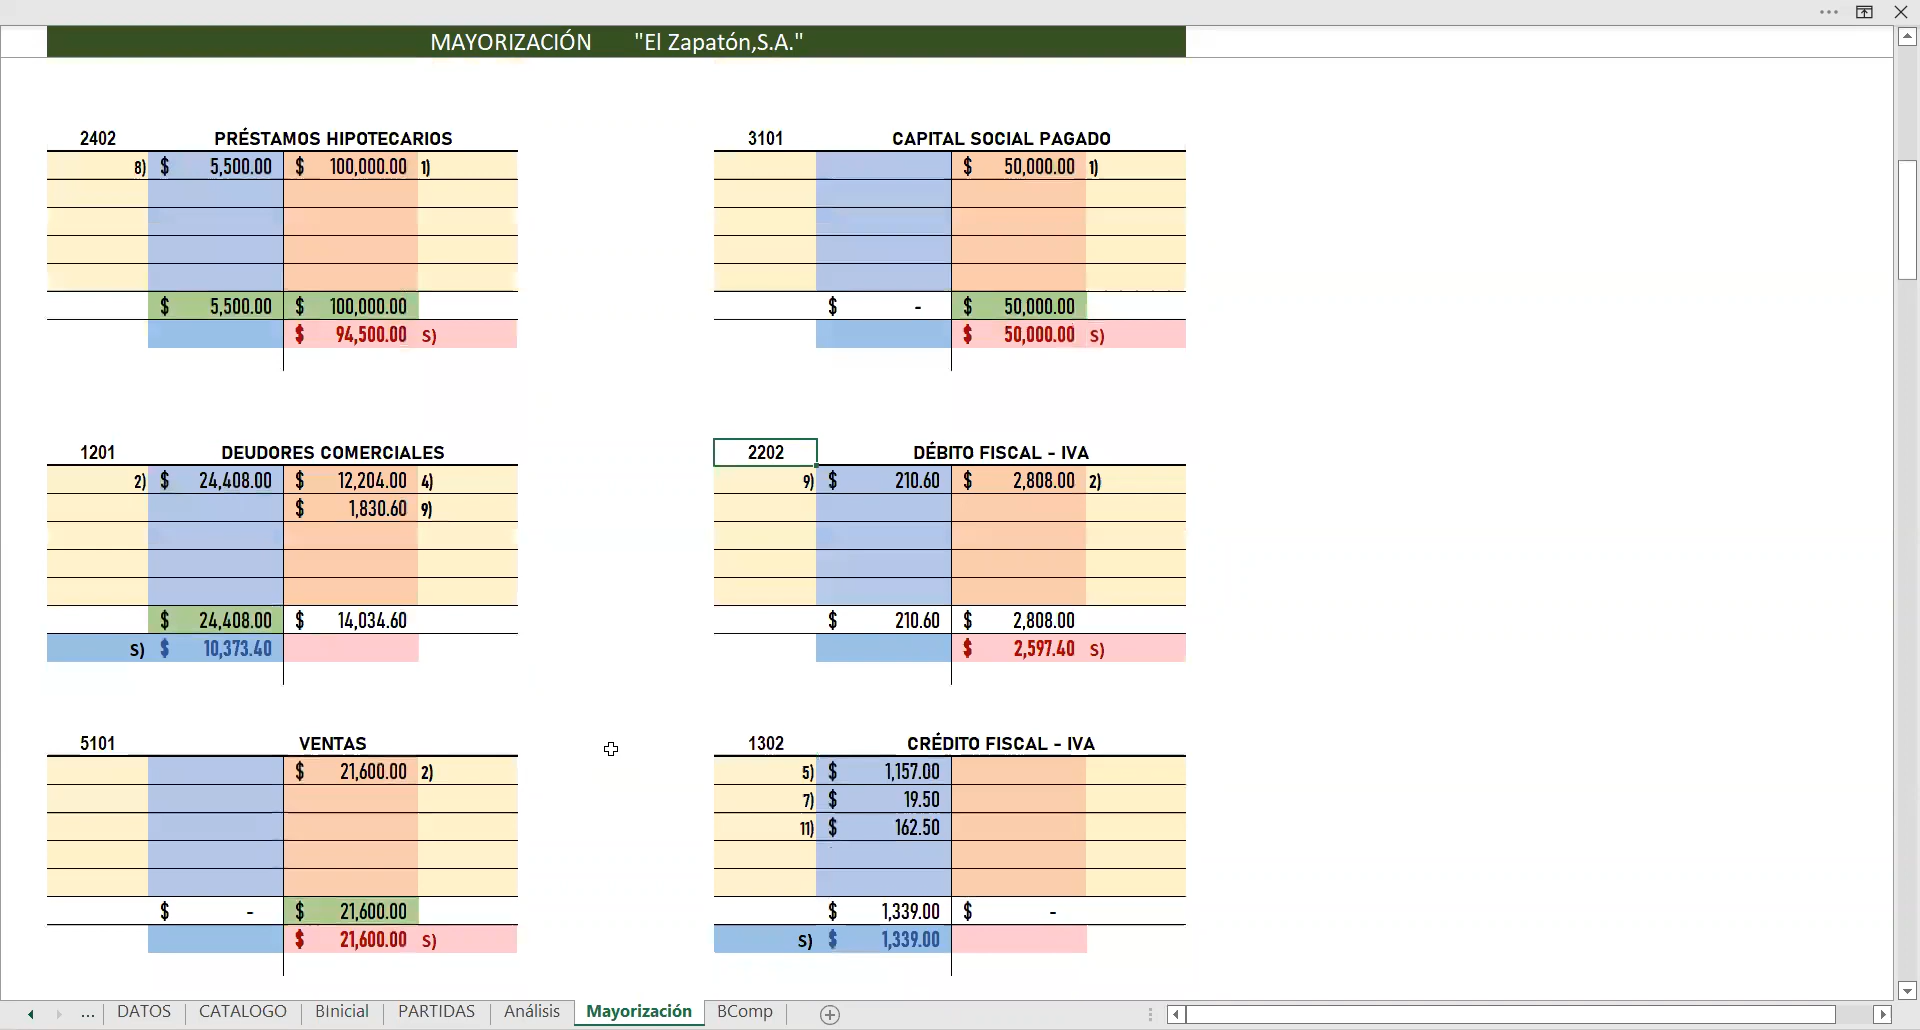 MAYORIZACIÓN "El Zapatón,S.A."
2402 PRÉSTAMOS HIPOTECARIOS
8) $ 5,500.00 $ 100,000.00 1)
$ 5,500.00 $ 100,000.00
$ 94,500.00 S)
3101 CAPITAL SOCIAL PAGADO
$ 50,000.00 1)
$ - $ 50,000.00
$ 50,000.00 S)
1201 DEUDORES COMERCIALES
2) $ 24,408.00 $ 12,204.00 4)
$ 1,830.60 9)
$ 24,408.00 $ 14,034.60
S) $ 10,373.40
2202 DÉBITO FISCAL - IVA
9) $ 210.60 $ 2,808.00 2)
$ 210.60 $ 2,808.00
$ 2,597.40 S)
5101 VENTAS
$ 21,600.00 2)
$ - $ 21,600.00
$ 21,600.00 S)
1302 CRÉDITO FISCAL - IVA
5) $ 1,157.00
7) $ 19.50
11) $ 162.50
$ 1,339.00 $ -
S) $ 1,339.00
... DATOS CATALOGO BInicial PARTIDAS Análisis Mayorización BComp